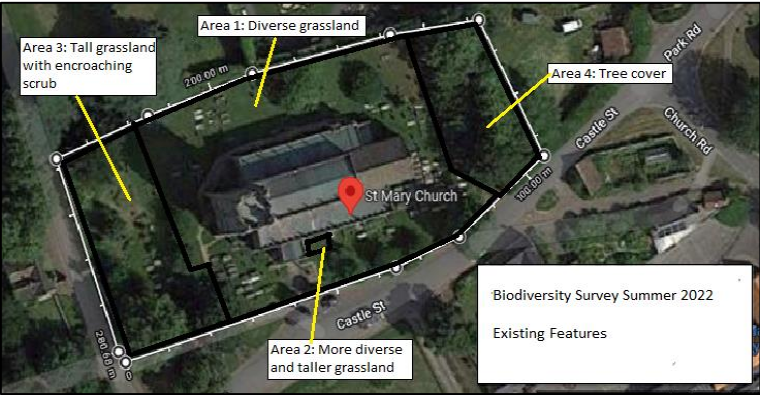 Area 1: Diverse grassland
Area 3: Tall grassland
with encroaching
scrub
Area 4: Tree cover
200.00 m
Park Rd
Castle St
Church Rd
100.00 m
St Mary Church
Castle St
280.68 m
0
Area 2: More diverse
and taller grassland
Biodiversity Survey Summer 2022
Existing Features